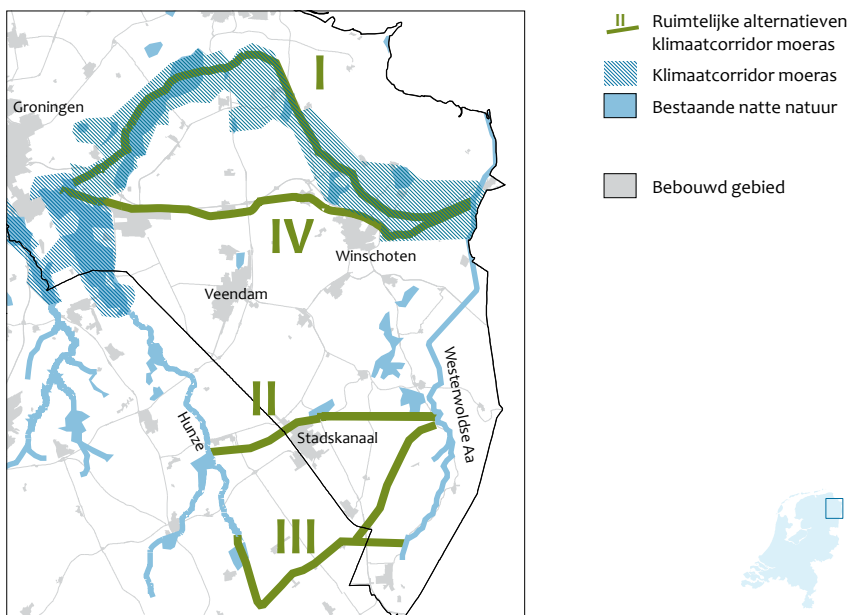 Groningen
I
IV
Winschoten
Veendam
II
Hunze
Stadskanaal
Westerwoldse Aa
III
II
Ruimtelijke alternatieven
klimaatcorridor moeras
Klimaatcorridor moeras
Bestaande natte natuur
Bebouwd gebied